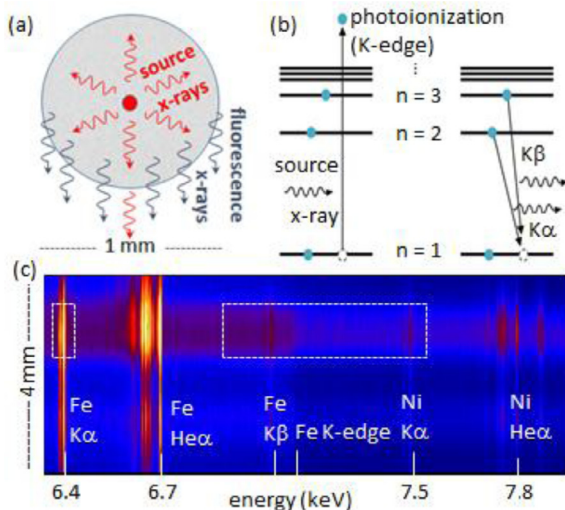 (a)
source
x-rays
fluorescence
x-rays
1 mm
(b)
photoionization
(K-edge)
⋮
n = 3
n = 2
source
x-ray
Kβ
Kα
n = 1
(c)
4mm
Fe
Kα
Fe
Heα
Fe
Kβ
Fe K-edge
Ni
Kα
Ni
Heα
6.4
6.7
energy (keV)
7.5
7.8